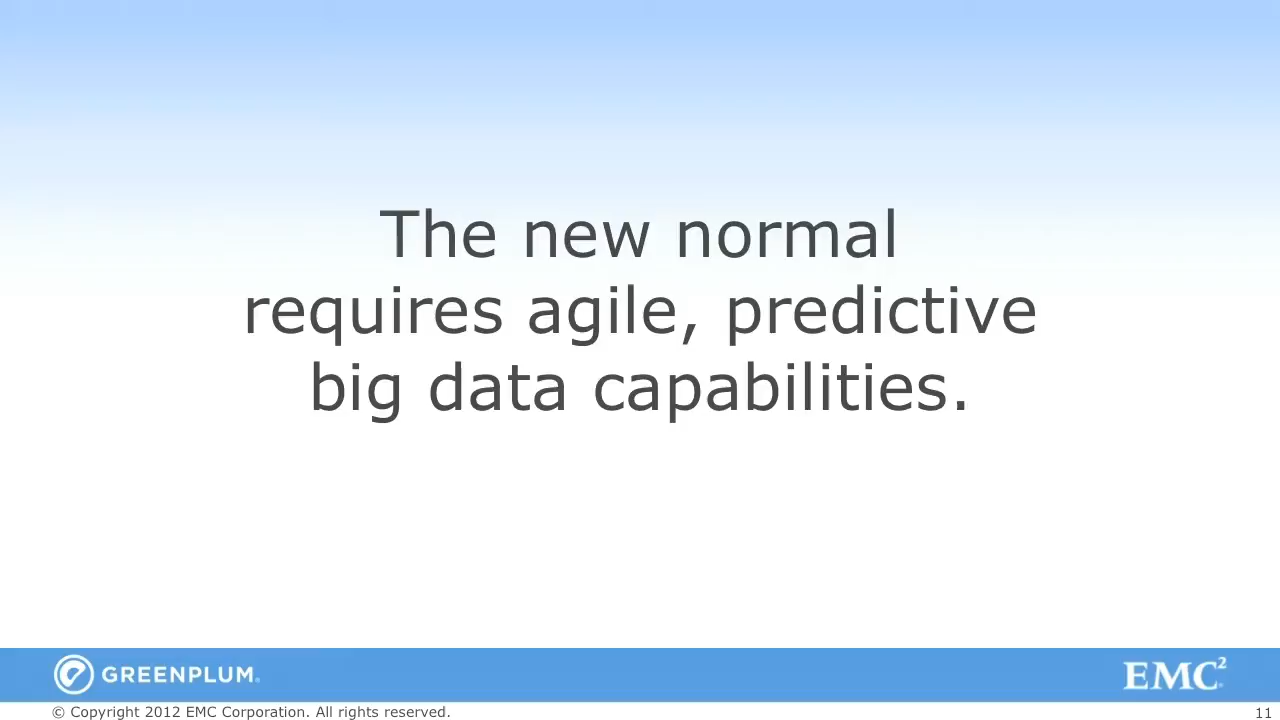 The new normal
requires agile, predictive
big data capabilities.
GREENPLUM.
EMC²
© Copyright 2012 EMC Corporation. All rights reserved.
11